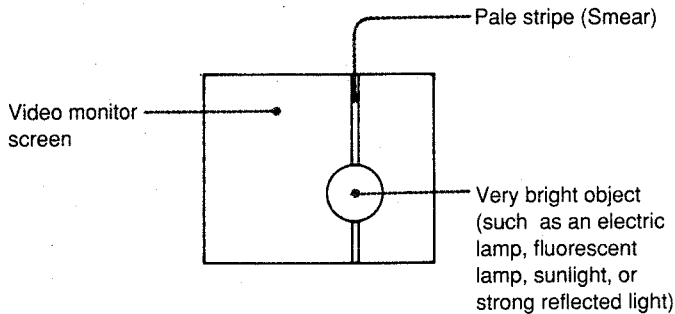 Pale stripe (Smear)
Video monitor
screen
Very bright object
(such as an electric
lamp, fluorescent
lamp, sunlight, or
strong reflected light)